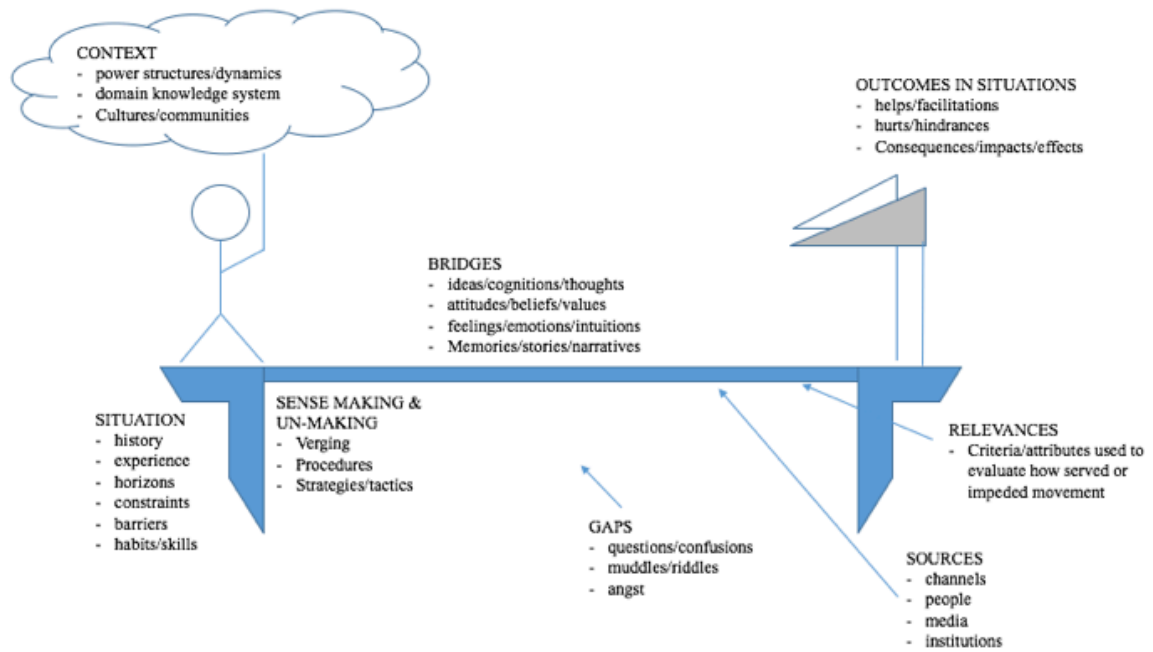 CONTEXT
- power structures/dynamics
- domain knowledge system
- Cultures/communities
OUTCOMES IN SITUATIONS
- helps/facilitations
- hurts/hindrances
- Consequences/impacts/effects
BRIDGES
- ideas/cognitions/thoughts
- attitudes/beliefs/values
- feelings/emotions/intuitions
- Memories/stories/narratives
SITUATION
- history
- experience
- horizons
- constraints
- barriers
- habits/skills
SENSE MAKING &
UN-MAKING
- Verging
- Procedures
- Strategies/tactics
GAPS
- questions/confusions
- muddles/riddles
- angst
RELEVANCES
- Criteria/attributes used to
evaluate how served or
impeded movement
SOURCES
- channels
- people
- media
- institutions